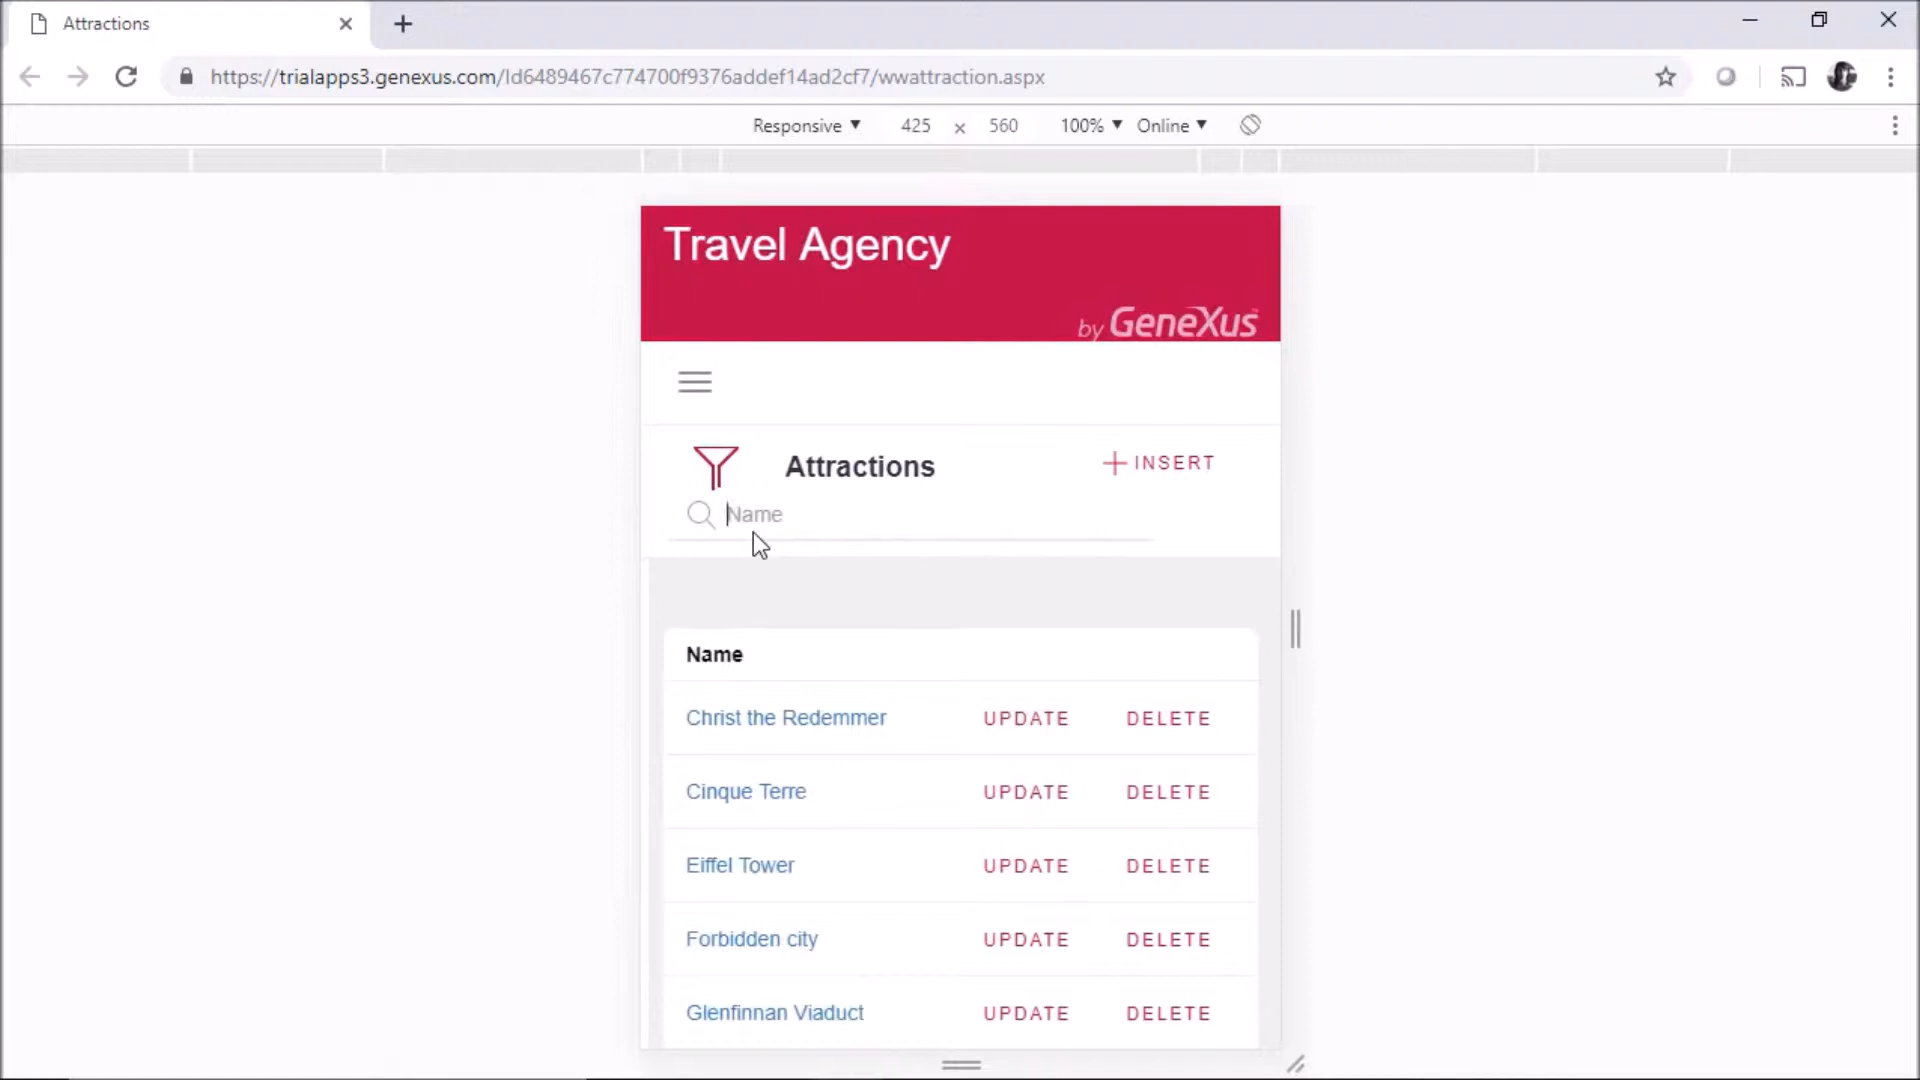 Attractions
https://trialapps3.genexus.com/Id6489467c774700f9376addef14ad2cf7/wwattraction.aspx
Responsive 425 x 560 100% Online
Travel Agency
by GeneXus
Attractions
INSERT
Name
Name
Christ the Redemmer UPDATE DELETE
Cinque Terre UPDATE DELETE
Eiffel Tower UPDATE DELETE
Forbidden city UPDATE DELETE
Glenfinnan Viaduct UPDATE DELETE